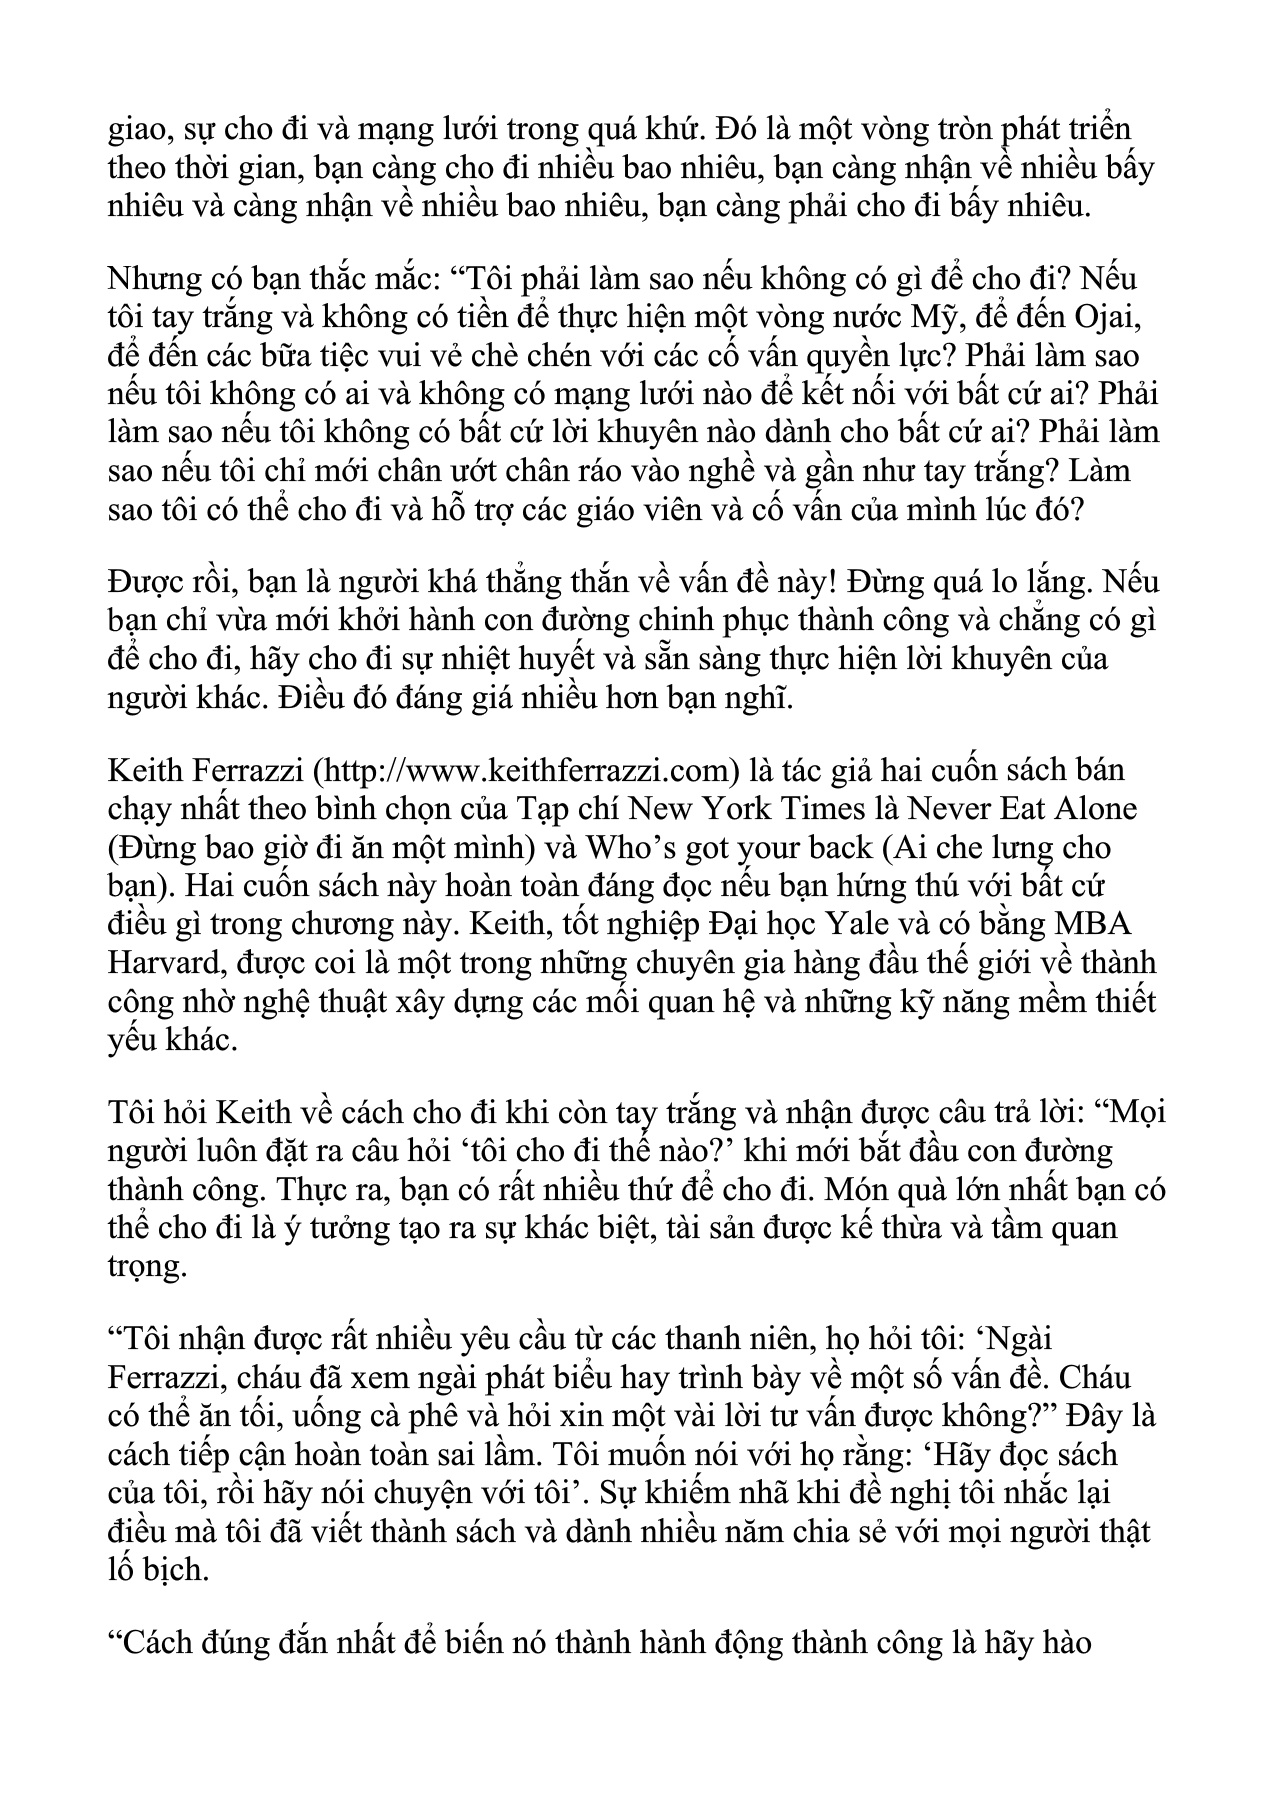 giao, sự cho đi và mạng lưới trong quá khứ. Đó là một vòng tròn phát triển
theo thời gian, bạn càng cho đi nhiều bao nhiêu, bạn càng nhận về nhiều bấy
nhiêu và càng nhận về nhiều bao nhiêu, bạn càng phải cho đi bấy nhiêu.
Nhưng có bạn thắc mắc: “Tôi phải làm sao nếu không có gì để cho đi? Nếu
tôi tay trắng và không có tiền để thực hiện một vòng nước Mỹ, để đến Ojai,
để đến các bữa tiệc vui vẻ chè chén với các cố vấn quyền lực? Phải làm sao
nếu tôi không có ai và không có mạng lưới nào để kết nối với bất cứ ai? Phải
làm sao nếu tôi không có bất cứ lời khuyên nào dành cho bất cứ ai? Phải làm
sao nếu tôi chỉ mới chân ướt chân ráo vào nghề và gần như tay trắng? Làm
sao tôi có thể cho đi và hỗ trợ các giáo viên và cố vấn của mình lúc đó?
Được rồi, bạn là người khá thẳng thắn về vấn đề này! Đừng quá lo lắng. Nếu
bạn chỉ vừa mới khởi hành con đường chinh phục thành công và chẳng có gì
để cho đi, hãy cho đi sự nhiệt huyết và sẵn sàng thực hiện lời khuyên của
người khác. Điều đó đáng giá nhiều hơn bạn nghĩ.
Keith Ferrazzi (http://www.keithferrazzi.com) là tác giả hai cuốn sách bán
chạy nhất theo bình chọn của Tạp chí New York Times là Never Eat Alone
(Đừng bao giờ đi ăn một mình) và Who’s got your back (Ai che lưng cho
bạn). Hai cuốn sách này hoàn toàn đáng đọc nếu bạn hứng thú với bất cứ
điều gì trong chương này. Keith, tốt nghiệp Đại học Yale và có bằng MBA
Harvard, được coi là một trong những chuyên gia hàng đầu thế giới về thành
công nhờ nghệ thuật xây dựng các mối quan hệ và những kỹ năng mềm thiết
yếu khác.
Tôi hỏi Keith về cách cho đi khi còn tay trắng và nhận được câu trả lời: “Mọi
người luôn đặt ra câu hỏi ‘tôi cho đi thế nào?’ khi mới bắt đầu con đường
thành công. Thực ra, bạn có rất nhiều thứ để cho đi. Món quà lớn nhất bạn có
thể cho đi là ý tưởng tạo ra sự khác biệt, tài sản được kế thừa và tầm quan
trọng.
“Tôi nhận được rất nhiều yêu cầu từ các thanh niên, họ hỏi tôi: ‘Ngài
Ferrazzi, cháu đã xem ngài phát biểu hay trình bày về một số vấn đề. Cháu
có thể ăn tối, uống cà phê và hỏi xin một vài lời tư vấn được không?” Đây là
cách tiếp cận hoàn toàn sai lầm. Tôi muốn nói với họ rằng: ‘Hãy đọc sách
của tôi, rồi hãy nói chuyện với tôi’. Sự khiếm nhã khi đề nghị tôi nhắc lại
điều mà tôi đã viết thành sách và dành nhiều năm chia sẻ với mọi người thật
lố bịch.
“Cách đúng đắn nhất để biến nó thành hành động thành công là hãy hào